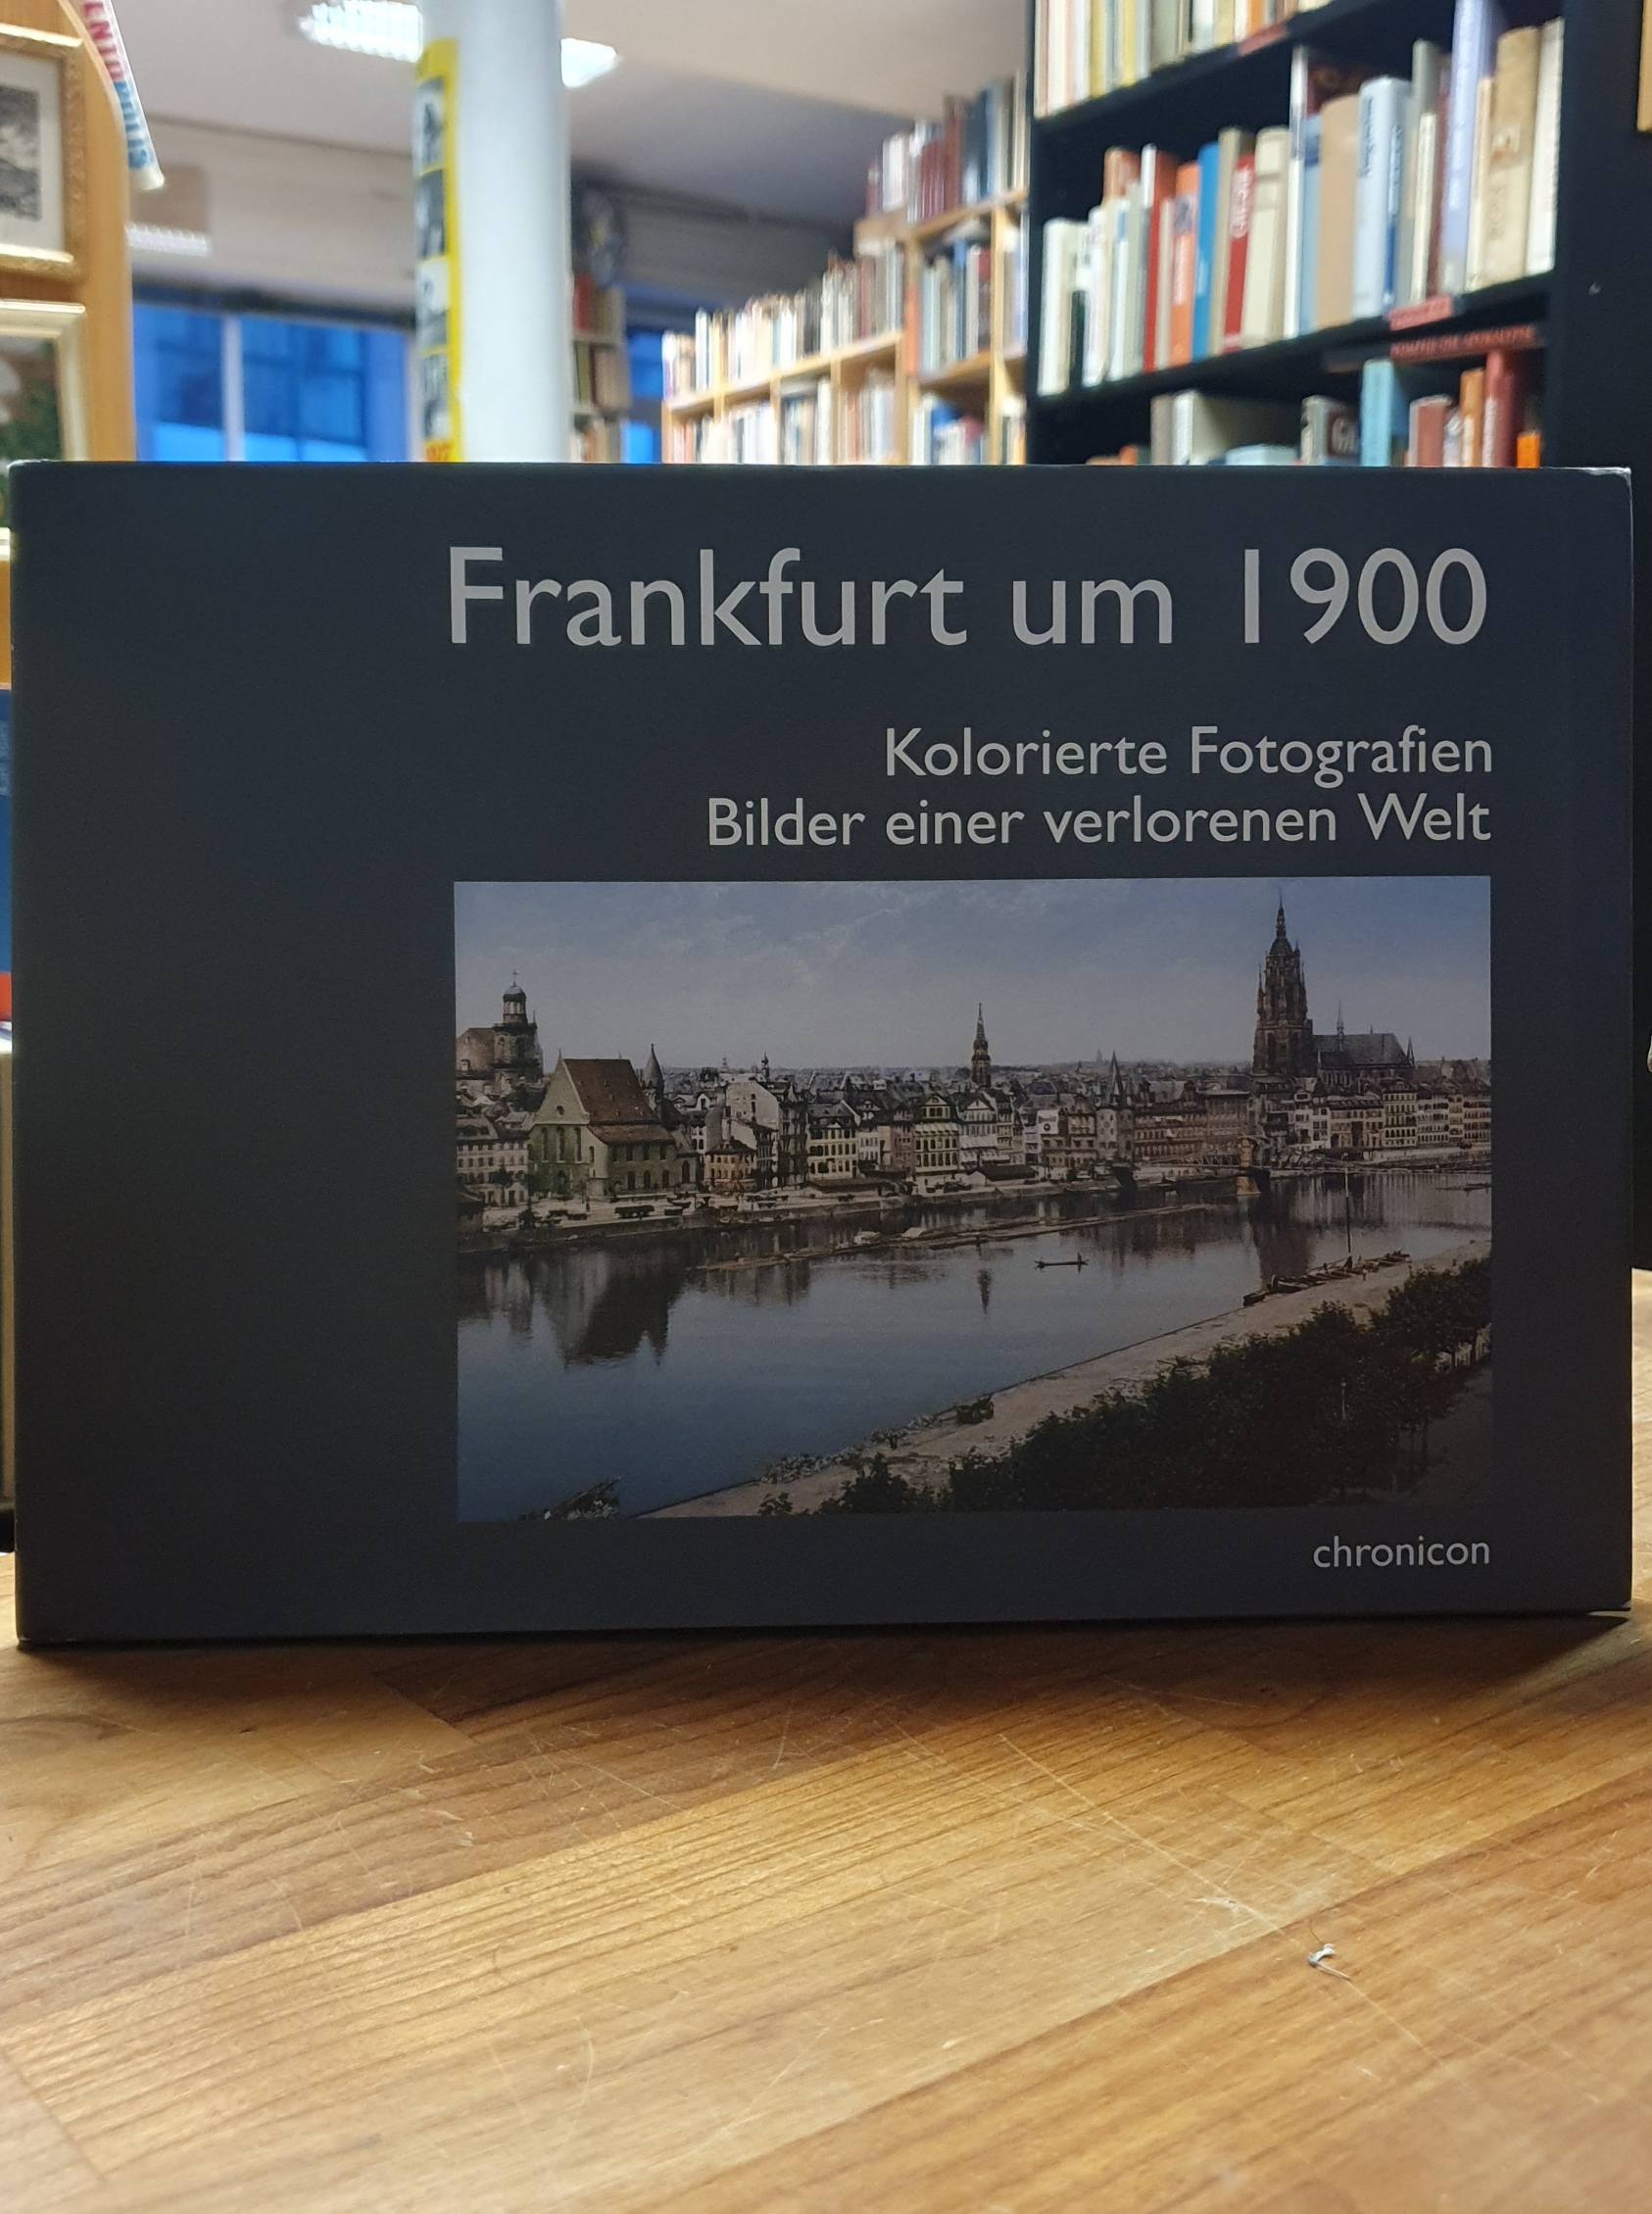 Frankfurt um 1900
Kolorierte Fotografien
Bilder einer verlorenen Welt
chronicon